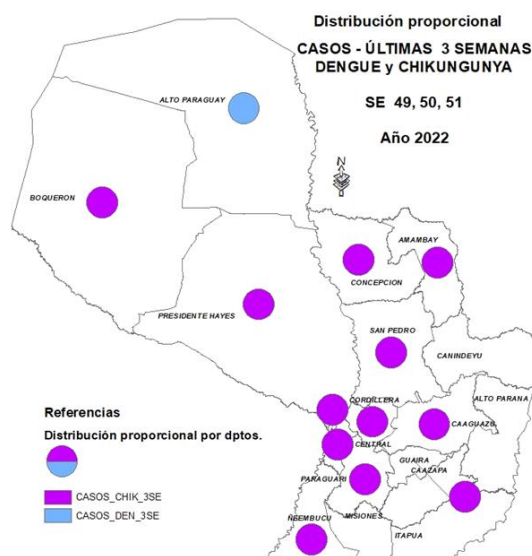 Distribución proporcional
CASOS - ÚLTIMAS 3 SEMANAS
DENGUE y CHIKUNGUNYA
SE 49, 50, 51
Año 2022
N
ALTO PARAGUAY
BOQUERON
AMAMBAY
CONCEPCION
PRESIDENTE HAYES
SAN PEDRO
CANINDEYU
CORDILLERA
ALTO PARANA
CAAGUAZU
CENTRAL
GUAIRA
CAAZAPA
PARAGUARI
ÑEEMBUCU
MISIONES
ITAPUA
Referencias
Distribución proporcional por dptos.
CASOS_CHIK_3SE
CASOS_DEN_3SE